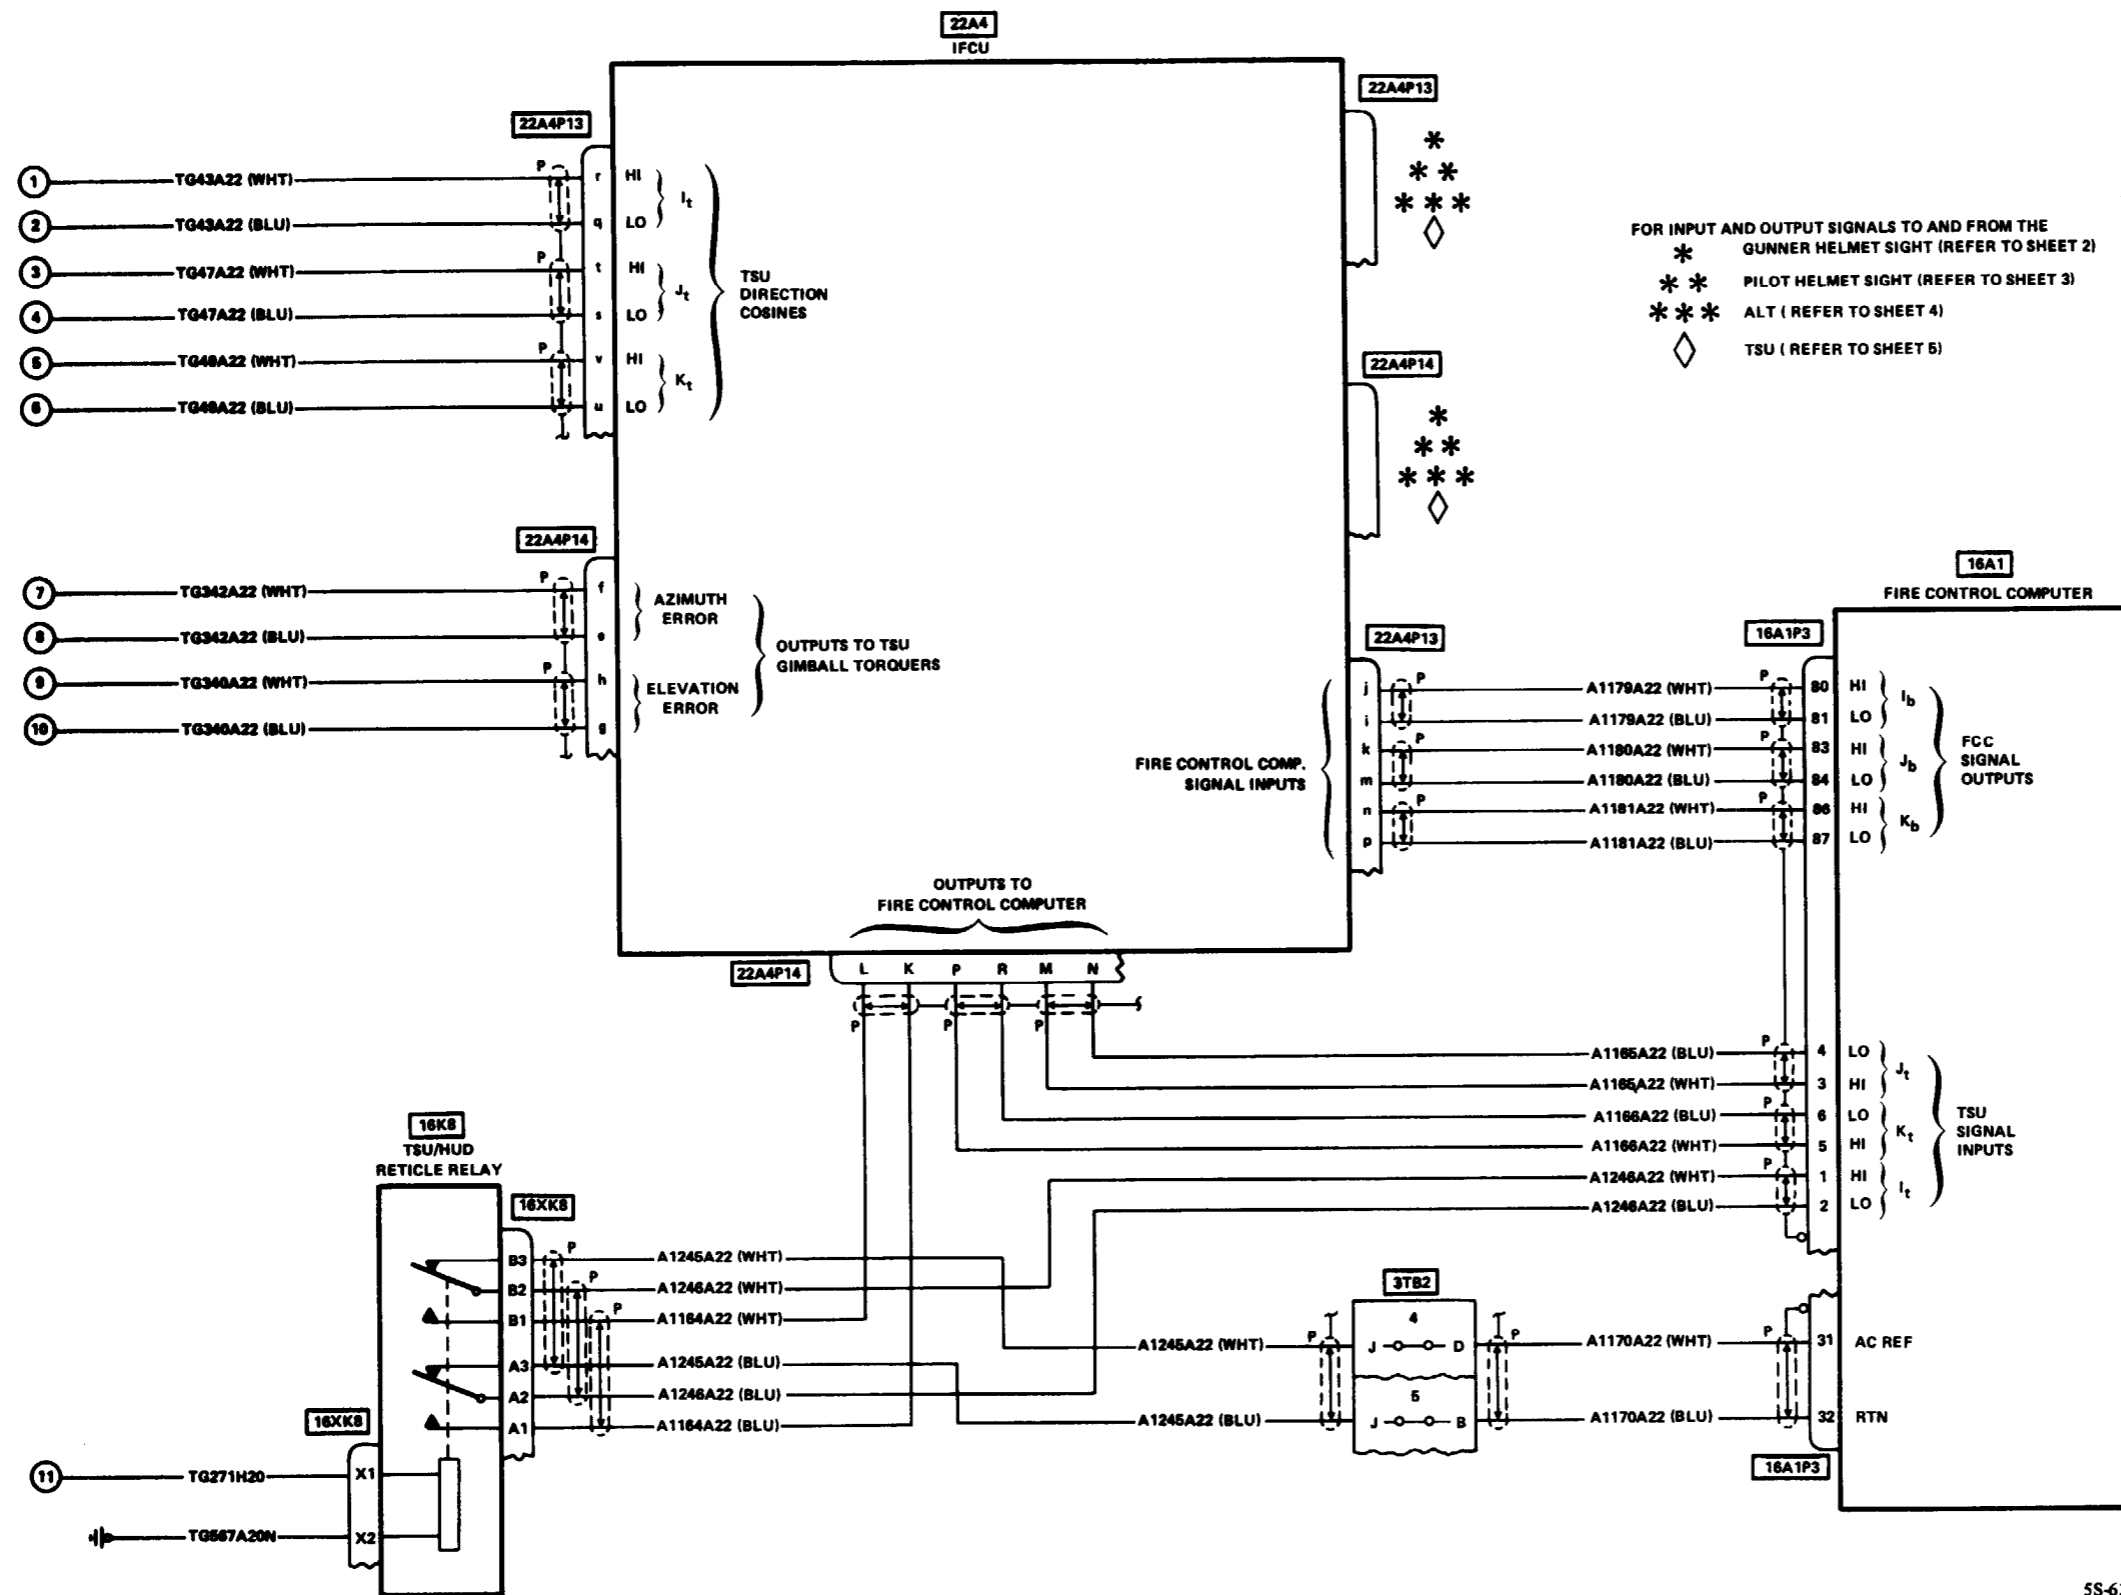 22A4
IFCU
22A4P13
1 TG43A22 (WHT) P r HI
2 TG43A22 (BLU) q LO
It
3 TG47A22 (WHT) P t HI
4 TG47A22 (BLU) s LO
Jt
5 TG49A22 (WHT) P v HI
6 TG49A22 (BLU) u LO
Kt
TSU
DIRECTION
COSINES
22A4P14
7 TG342A22 (WHT) P f
8 TG342A22 (BLU) e
AZIMUTH
ERROR
9 TG340A22 (WHT) P h
10 TG340A22 (BLU) g
ELEVATION
ERROR
OUTPUTS TO TSU
GIMBALL TORQUERS
22A4P13
*
* *
* * *
◇
22A4P14
*
* *
* * *
◇
FOR INPUT AND OUTPUT SIGNALS TO AND FROM THE
* GUNNER HELMET SIGHT (REFER TO SHEET 2)
* * PILOT HELMET SIGHT (REFER TO SHEET 3)
* * * ALT ( REFER TO SHEET 4)
◇ TSU ( REFER TO SHEET 5)
16A1
FIRE CONTROL COMPUTER
22A4P13
16A1P3
FIRE CONTROL COMP.
SIGNAL INPUTS
j P A1179A22 (WHT) P 80 HI
i A1179A22 (BLU) 81 LO
Ib
k P A1180A22 (WHT) P 83 HI
m A1180A22 (BLU) 84 LO
Jb
n P A1181A22 (WHT) P 86 HI
p A1181A22 (BLU) 87 LO
Kb
FCC
SIGNAL
OUTPUTS
OUTPUTS TO
FIRE CONTROL COMPUTER
22A4P14
L K P R M N
P P P
A1165A22 (BLU) P 4 LO
A1165A22 (WHT) 3 HI
Jt
A1166A22 (BLU) P 6 LO
A1166A22 (WHT) 5 HI
Kt
A1246A22 (WHT) P 1 HI
A1246A22 (BLU) 2 LO
It
TSU
SIGNAL
INPUTS
16K8
TSU/HUD
RETICLE RELAY
16XK8
B3 P A1245A22 (WHT)
B2 P A1246A22 (WHT)
B1 P A1164A22 (WHT)
A3 A1245A22 (BLU)
A2 A1246A22 (BLU)
A1 A1164A22 (BLU)
3TB2
A1245A22 (WHT) P 4 J D P A1170A22 (WHT) P 31 AC REF
A1245A22 (BLU) 5 J B A1170A22 (BLU) 32 RTN
16A1P3
16XK8
11 TG271H20 X1
TG567A20N X2